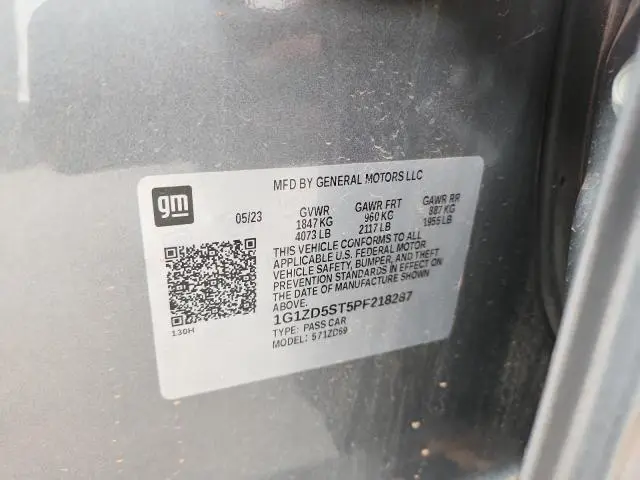 MFD BY GENERAL MOTORS LLC
gm
05/23 GVWR GAWR FRT GAWR RR
1847 KG 960 KG 887 KG
4073 LB 2117 LB 1955 LB
THIS VEHICLE CONFORMS TO ALL
APPLICABLE U.S. FEDERAL MOTOR
VEHICLE SAFETY, BUMPER, AND THEFT
PREVENTION STANDARDS IN EFFECT ON
THE DATE OF MANUFACTURE SHOWN
ABOVE.
1G1ZD5ST5PF218287
TYPE: PASS CAR
MODEL: 571ZD69
130H